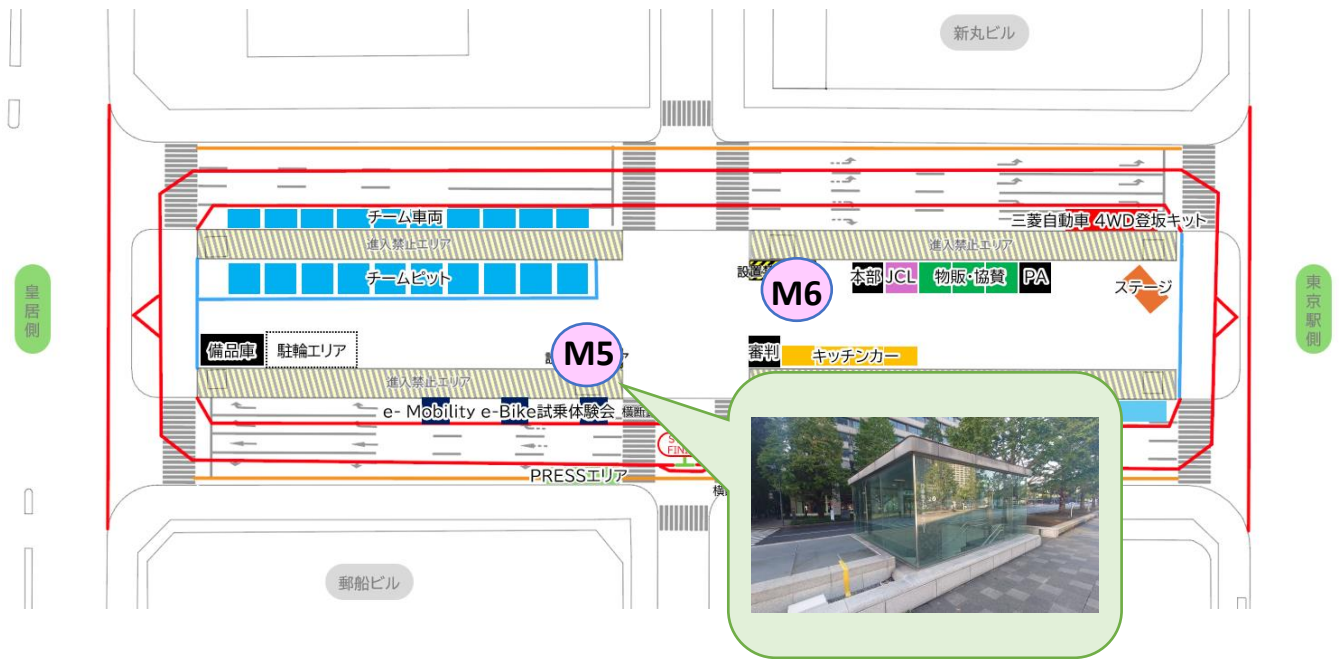 新丸ビル
チーム車両
三菱自動車 4WD登坂キット
進入禁止エリア
進入禁止エリア
チームピット
設置
M6
本部
JCL
物販・協賛
PA
ステージ
皇居側
東京駅側
備品庫
駐輪エリア
M5
審判
キッチンカー
進入禁止エリア
e- Mobility e-Bike試乗体験会
横断
PRESSエリア
郵船ビル